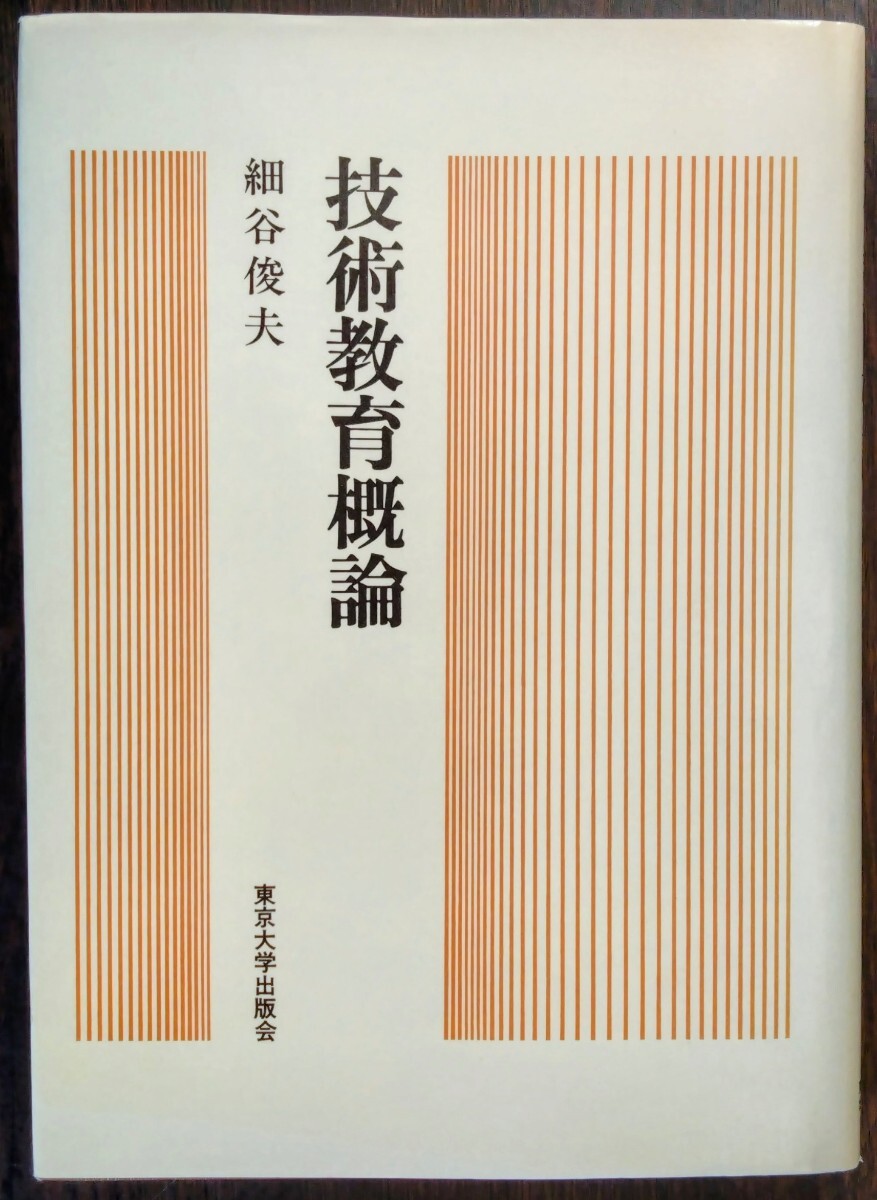 技術教育概論
細谷俊夫
東京大学出版会